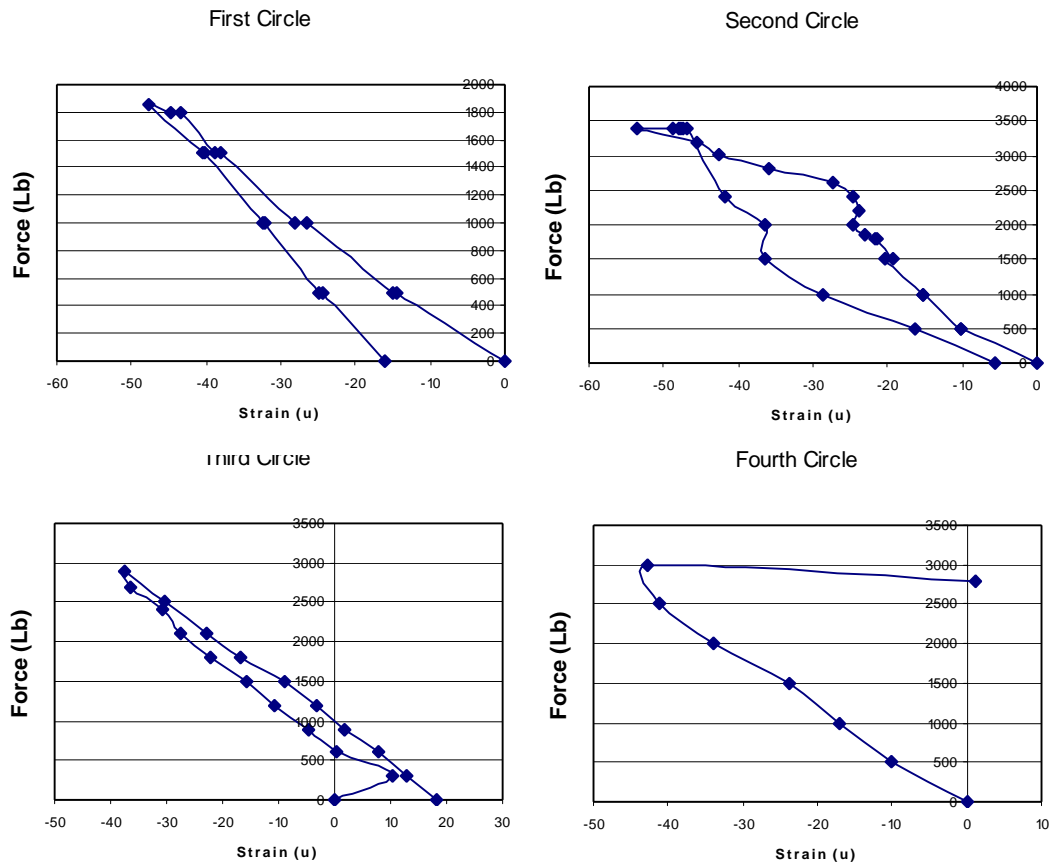 First Circle
Second Circle
2000
1800
1600
1400
1200
1000
800
600
400
200
0
-60 -50 -40 -30 -20 -10 0
Force (Lb)
Strain (u)
4000
3500
3000
2500
2000
1500
1000
500
0
-60 -50 -40 -30 -20 -10 0
Force (Lb)
Strain (u)
Third Circle
Fourth Circle
3500
3000
2500
2000
1500
1000
500
0
-50 -40 -30 -20 -10 0 10 20 30
Force (Lb)
Strain (u)
3500
3000
2500
2000
1500
1000
500
0
-50 -40 -30 -20 -10 0 10
Force (Lb)
Strain (u)